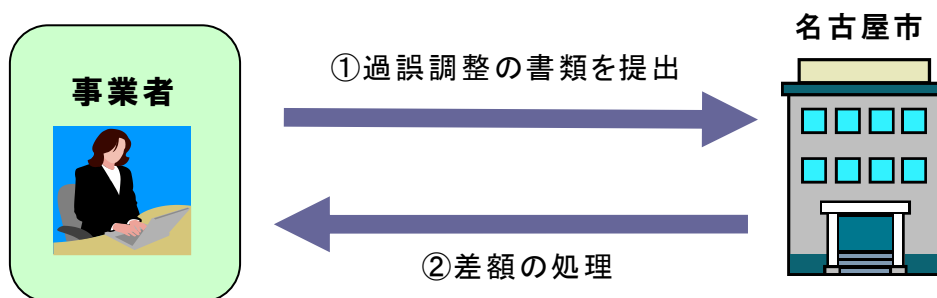 名古屋市
①過誤調整の書類を提出
事業者
②差額の処理